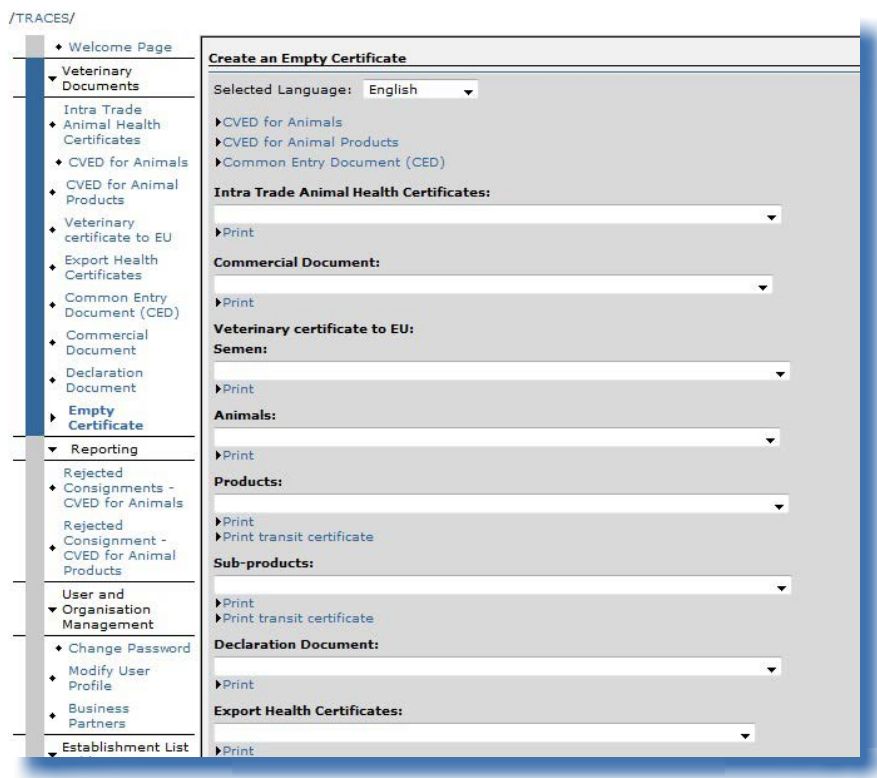 /TRACES/
Welcome Page
Veterinary
Documents
Intra Trade
Animal Health
Certificates
CVED for Animals
CVED for Animal
Products
Veterinary
certificate to EU
Export Health
Certificates
Common Entry
Document (CED)
Commercial
Document
Declaration
Document
Empty
Certificate
Reporting
Rejected
Consignments -
CVED for Animals
Rejected
Consignment -
CVED for Animal
Products
User and
Organisation
Management
Change Password
Modify User
Profile
Business
Partners
Establishment List
Create an Empty Certificate
Selected Language: English
CVED for Animals
CVED for Animal Products
Common Entry Document (CED)
Intra Trade Animal Health Certificates:
Print
Commercial Document:
Print
Veterinary certificate to EU:
Semen:
Print
Animals:
Print
Products:
Print
Print transit certificate
Sub-products:
Print
Print transit certificate
Declaration Document:
Print
Export Health Certificates:
Print